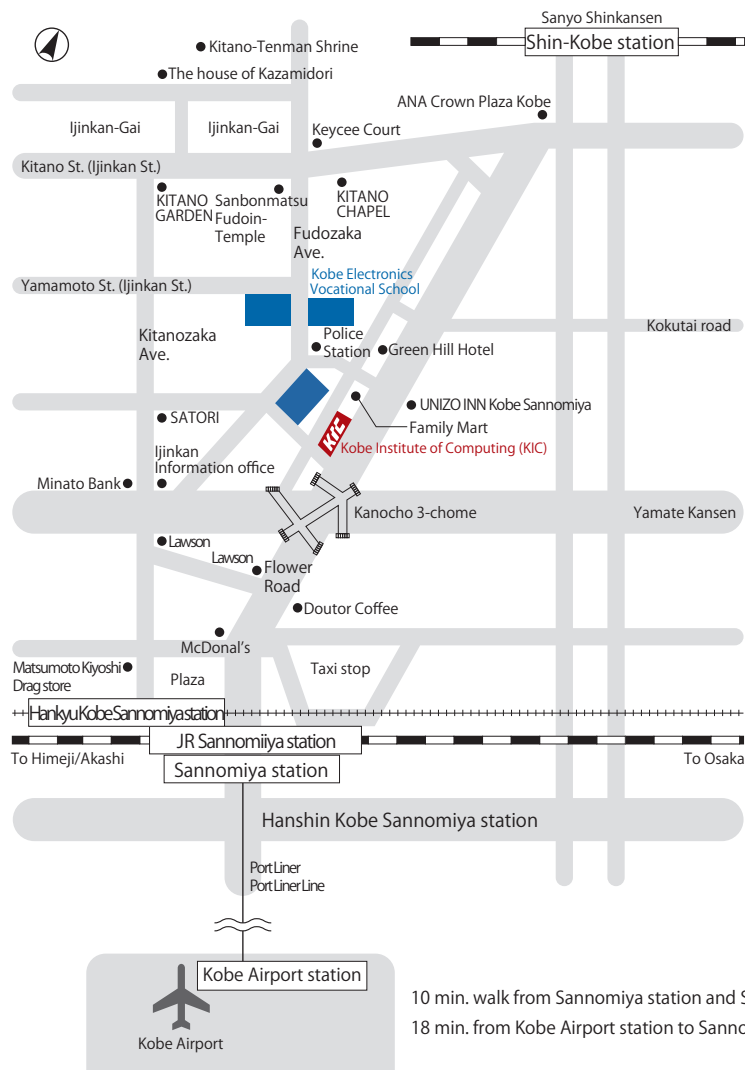 Sanyo Shinkansen
Shin-Kobe station
Kitano-Tenman Shrine
The house of Kazamidori
ANA Crown Plaza Kobe
Ijinkan-Gai
Ijinkan-Gai
Keycee Court
Kitano St. (Ijinkan St.)
KITANO
GARDEN
Sanbonmatsu
Fudoin-
Temple
KITANO
CHAPEL
Fudozaka
Ave.
Kobe Electronics
Vocational School
Yamamoto St. (Ijinkan St.)
Kitanozaka
Ave.
Police
Station
Green Hill Hotel
Kokutai road
UNIZO INN Kobe Sannomiya
SATORI
Family Mart
KIC
Kobe Institute of Computing (KIC)
Ijinkan
Information office
Minato Bank
Kanocho 3-chome
Yamate Kansen
Lawson
Lawson
Flower
Road
Doutor Coffee
McDonal's
Matsumoto Kiyoshi
Drag store
Plaza
Taxi stop
Hankyu Kobe Sannomiya station
JR Sannomiiya station
To Himeji/Akashi
To Osaka
Sannomiya station
Hanshin Kobe Sannomiya station
Port Liner
Port Liner Line
Kobe Airport station
Kobe Airport
10 min. walk from Sannomiya station and S
18 min. from Kobe Airport station to Sanno